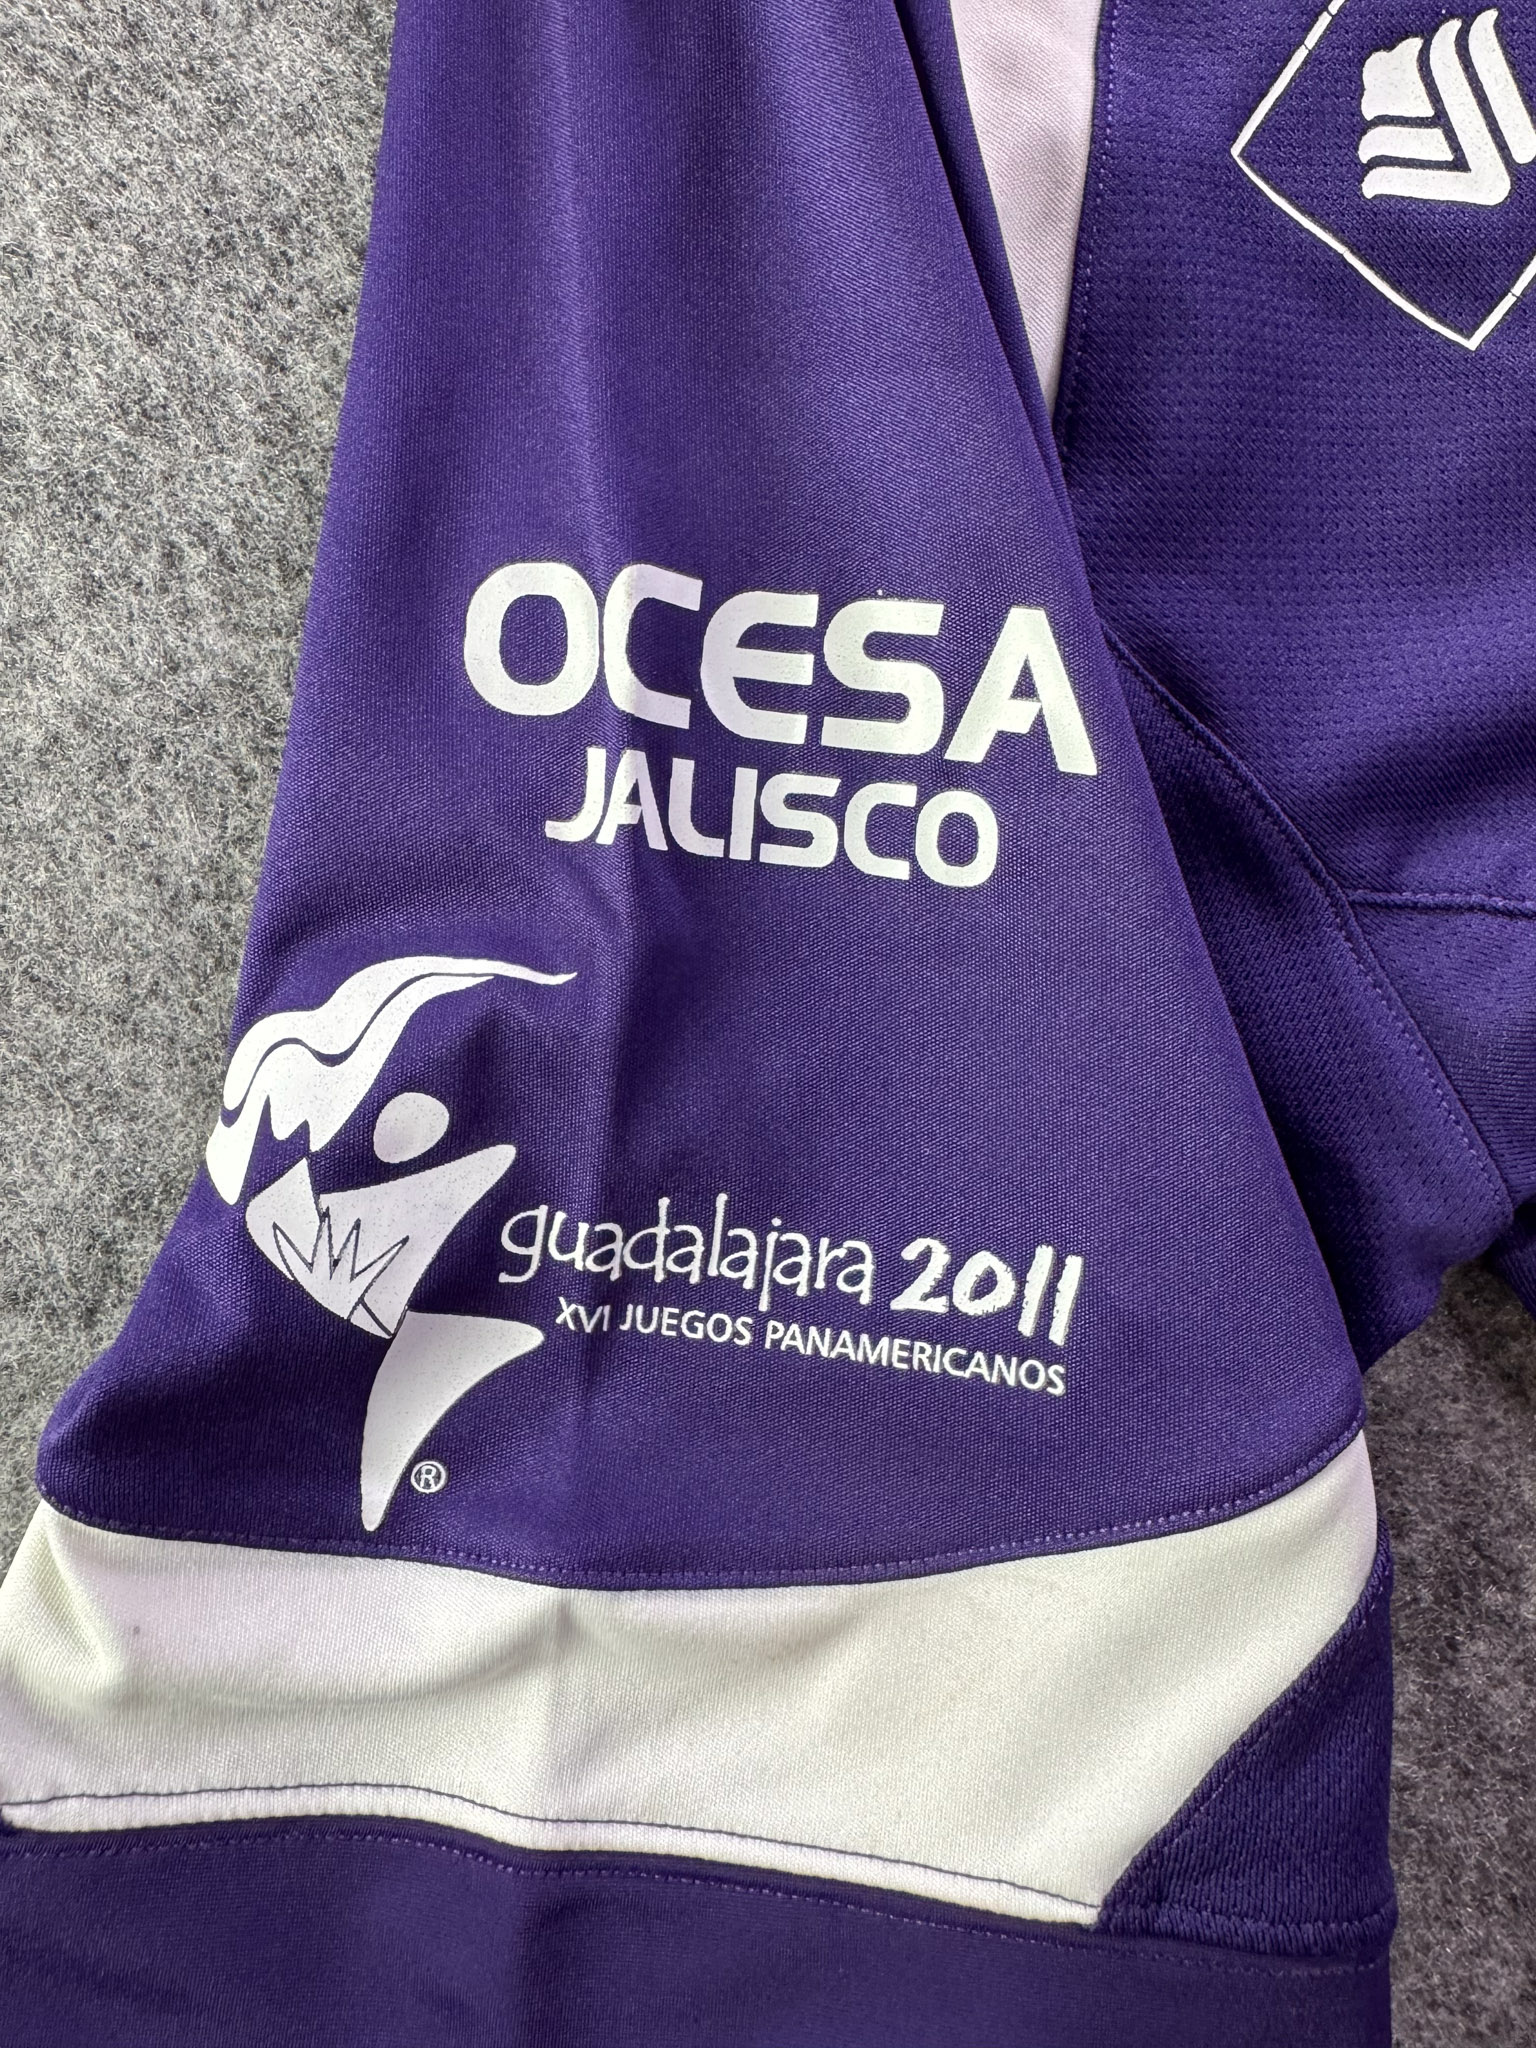 OCESA
JALISCO
guadalajara 2011
XVI JUEGOS PANAMERICANOS
®